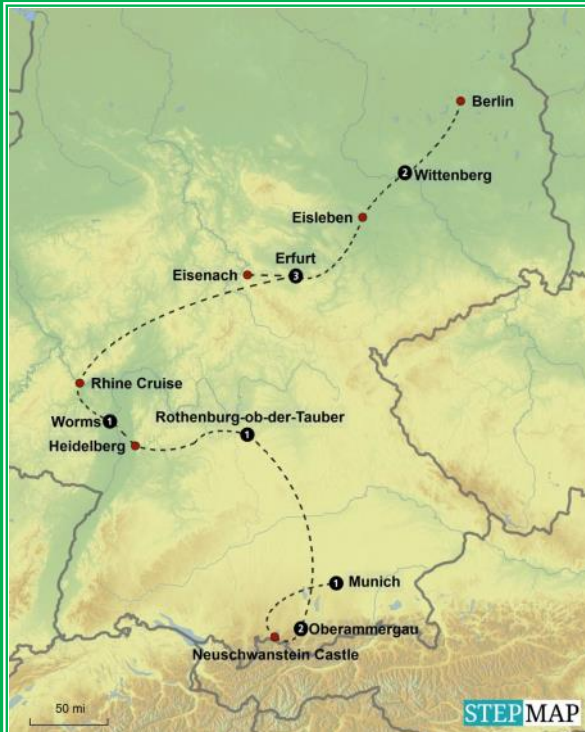 Berlin
2
Wittenberg
Eisleben
Erfurt
3
Eisenach
Rhine Cruise
Rothenburg-ob-der-Tauber
1
Worms
1
Heidelberg
1
Munich
2
Oberammergau
Neuschwanstein Castle
50 mi
STEPMAP